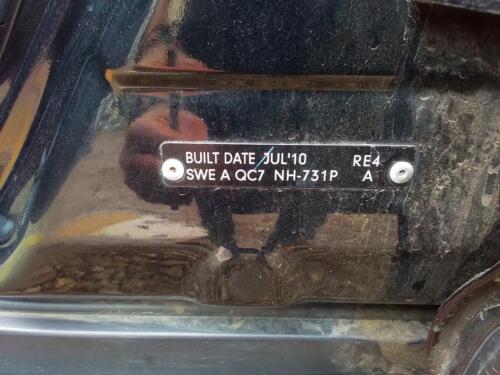 BUILT DATE JUL'10 RE4
SWE A QC7 NH-731P A